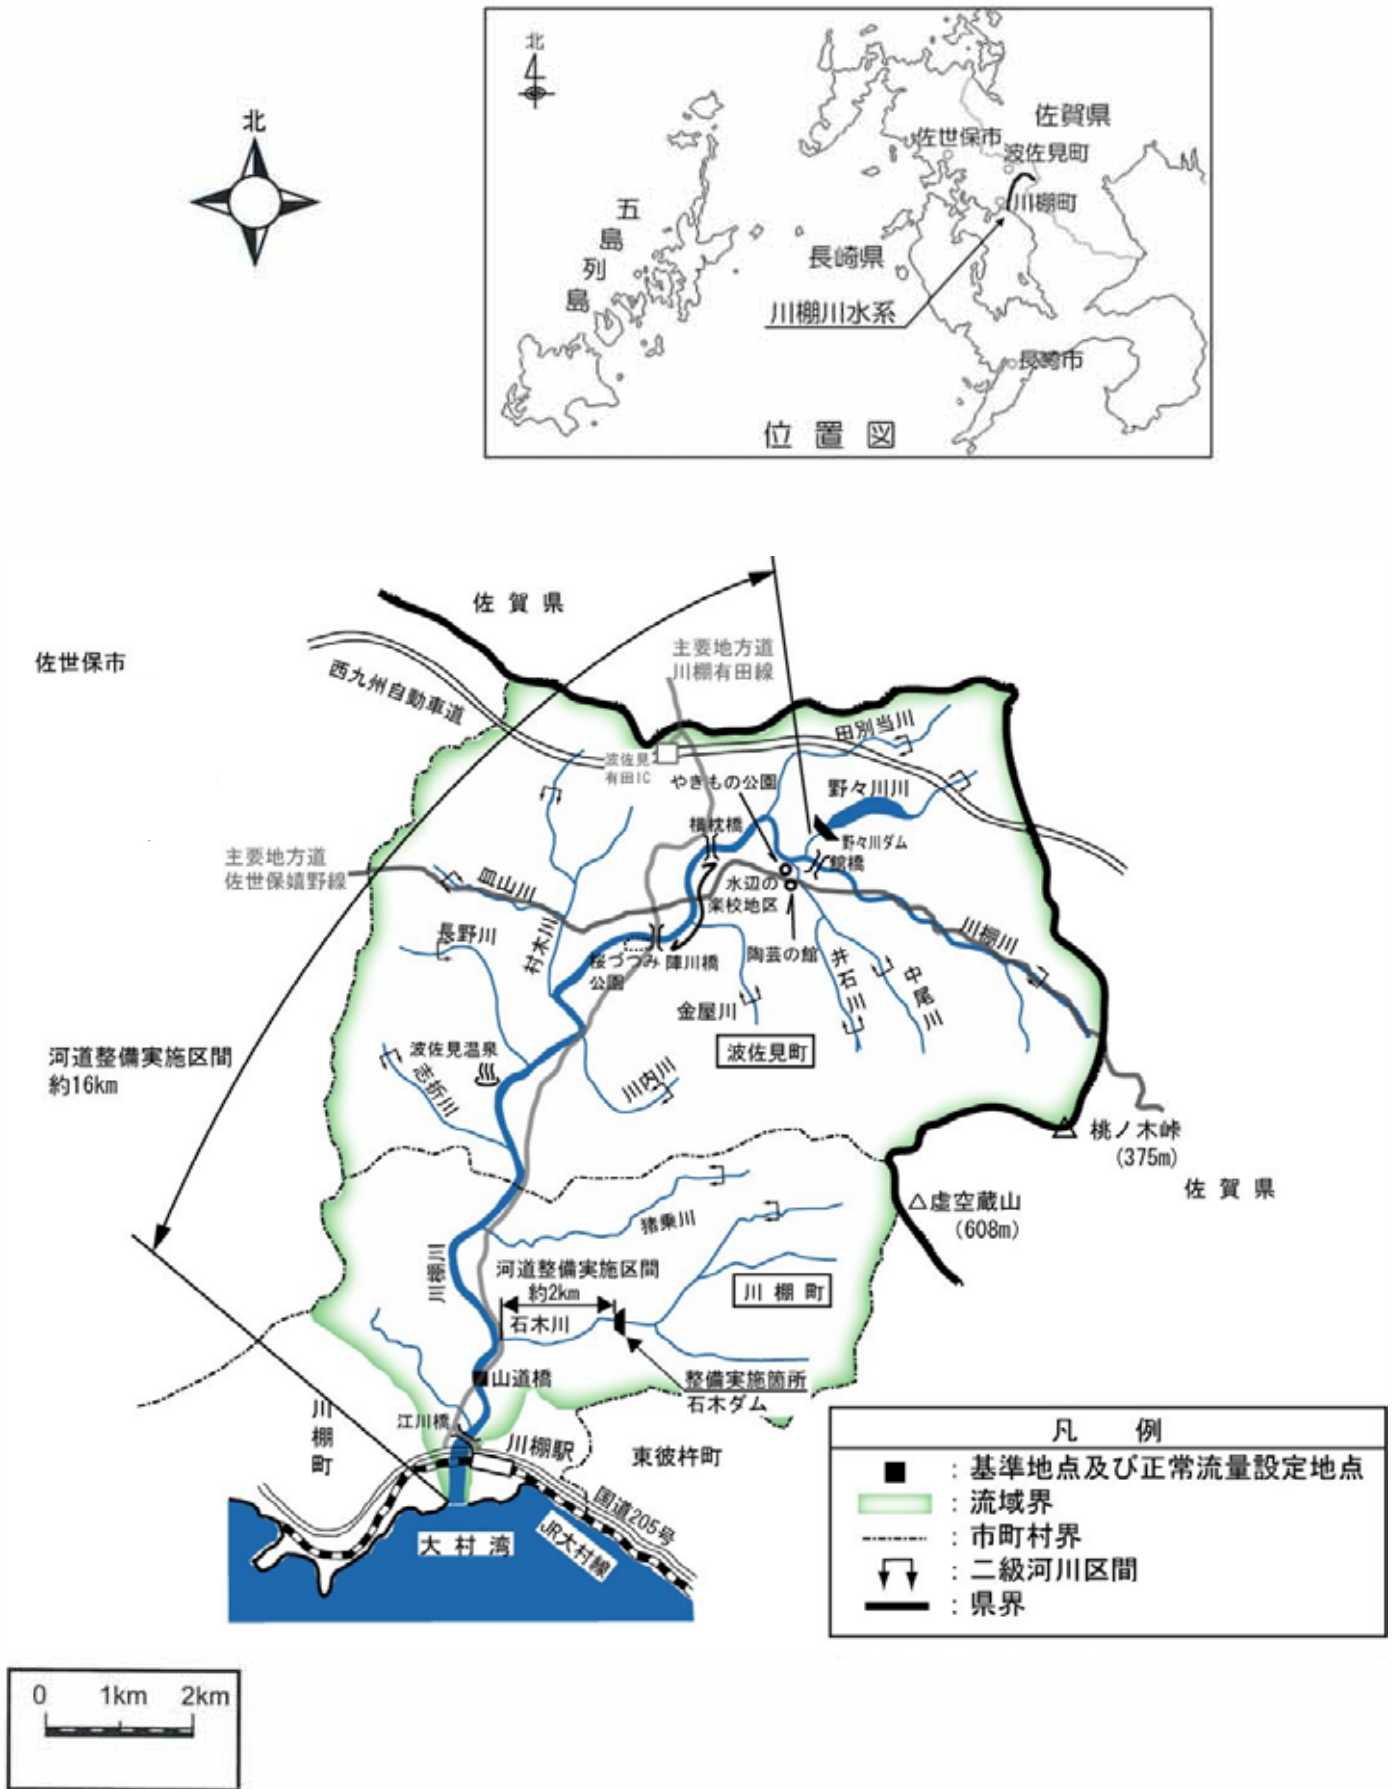 北
北
佐賀県
佐世保市
波佐見町
川棚町
五島列島
長崎県
川棚川水系
長崎市
位置図
佐賀県
佐世保市
西九州自動車道
主要地方道
川棚有田線
田別当川
波佐見
有田IC
やきもの公園
野々川川
横枕橋
野々川ダム
館橋
主要地方道
佐世保嬉野線
皿山川
水辺の
楽校地区
川棚川
長野川
村木川
桜づつみ
公園
陣川橋
陶芸の館
井石川
中尾川
金屋川
波佐見町
河道整備実施区間
約16km
波佐見温泉
志折川
川内川
桃ノ木峠
(375m)
佐賀県
虚空蔵山
(608m)
猪乗川
川棚川
河道整備実施区間
約2km
川棚町
石木川
山道橋
整備実施箇所
石木ダム
川棚町
江川橋
川棚駅
東彼杵町
国道205号
JR大村線
大村湾
凡例
：基準地点及び正常流量設定地点
：流域界
：市町村界
：二級河川区間
：県界
0 1km 2km